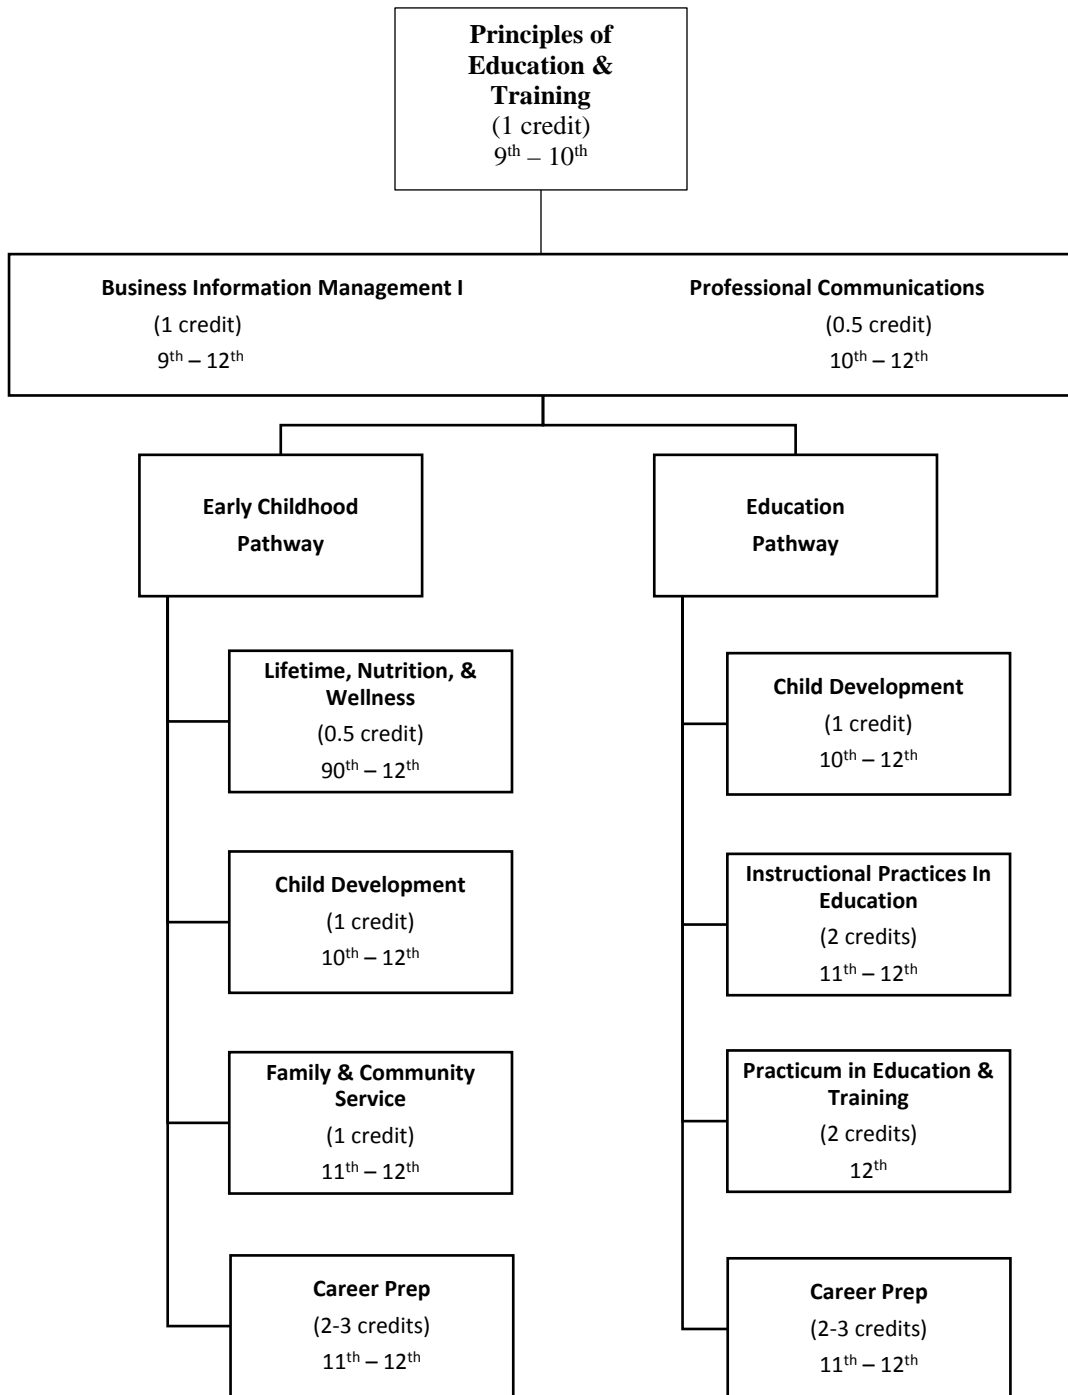 Principles of
Education &
Training
(1 credit)
9th – 10th
Business Information Management I
(1 credit)
9th – 12th
Professional Communications
(0.5 credit)
10th – 12th
Early Childhood
Pathway
Lifetime, Nutrition, &
Wellness
(0.5 credit)
90th – 12th
Child Development
(1 credit)
10th – 12th
Family & Community
Service
(1 credit)
11th – 12th
Career Prep
(2-3 credits)
11th – 12th
Education
Pathway
Child Development
(1 credit)
10th – 12th
Instructional Practices In
Education
(2 credits)
11th – 12th
Practicum in Education &
Training
(2 credits)
12th
Career Prep
(2-3 credits)
11th – 12th